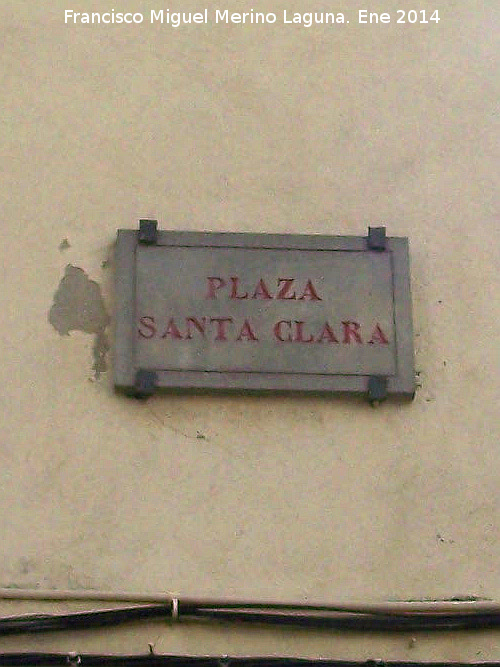 Francisco Miguel Merino Laguna. Ene 2014
PLAZA
SANTA CLARA